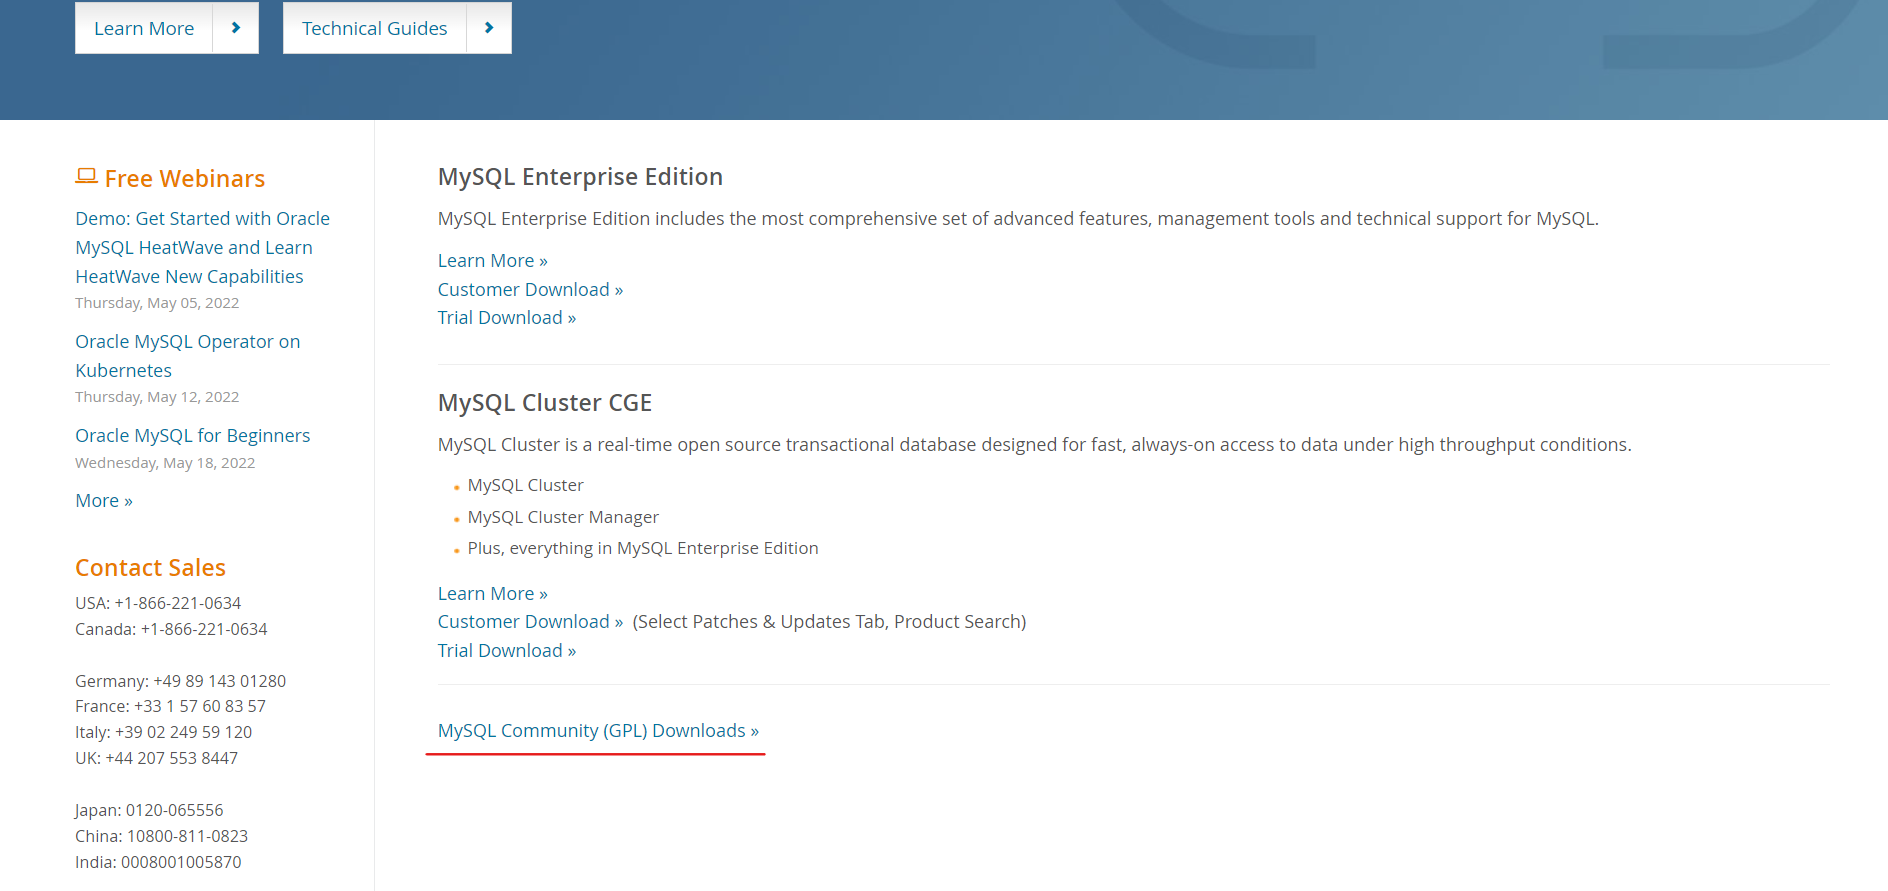 Learn More
Technical Guides
Free Webinars
Demo: Get Started with Oracle
MySQL HeatWave and Learn
HeatWave New Capabilities
Thursday, May 05, 2022
Oracle MySQL Operator on
Kubernetes
Thursday, May 12, 2022
Oracle MySQL for Beginners
Wednesday, May 18, 2022
More »
Contact Sales
USA: +1-866-221-0634
Canada: +1-866-221-0634
Germany: +49 89 143 01280
France: +33 1 57 60 83 57
Italy: +39 02 249 59 120
UK: +44 207 553 8447
Japan: 0120-065556
China: 10800-811-0823
India: 0008001005870
MySQL Enterprise Edition
MySQL Enterprise Edition includes the most comprehensive set of advanced features, management tools and technical support for MySQL.
Learn More »
Customer Download »
Trial Download »
MySQL Cluster CGE
MySQL Cluster is a real-time open source transactional database designed for fast, always-on access to data under high throughput conditions.
MySQL Cluster
MySQL Cluster Manager
Plus, everything in MySQL Enterprise Edition
Learn More »
Customer Download » (Select Patches & Updates Tab, Product Search)
Trial Download »
MySQL Community (GPL) Downloads »